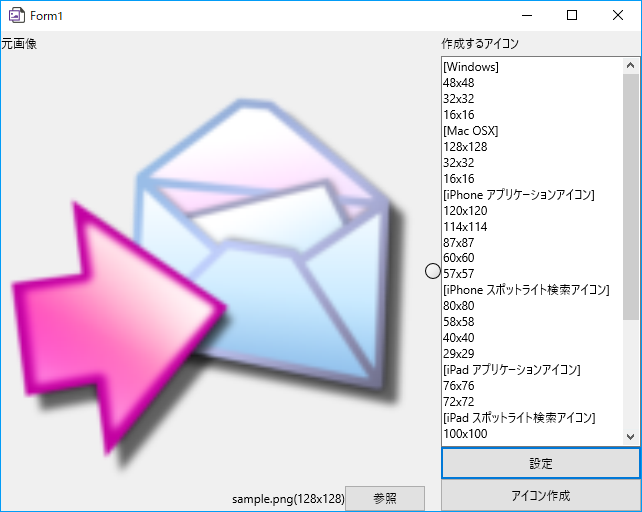 Form1
元画像
sample.png(128x128)
参照
作成するアイコン
[Windows]
48x48
32x32
16x16
[Mac OSX]
128x128
32x32
16x16
[iPhone アプリケーションアイコン]
120x120
114x114
87x87
60x60
57x57
[iPhone スポットライト検索アイコン]
80x80
58x58
40x40
29x29
[iPad アプリケーションアイコン]
76x76
72x72
[iPad スポットライト検索アイコン]
100x100
設定
アイコン作成